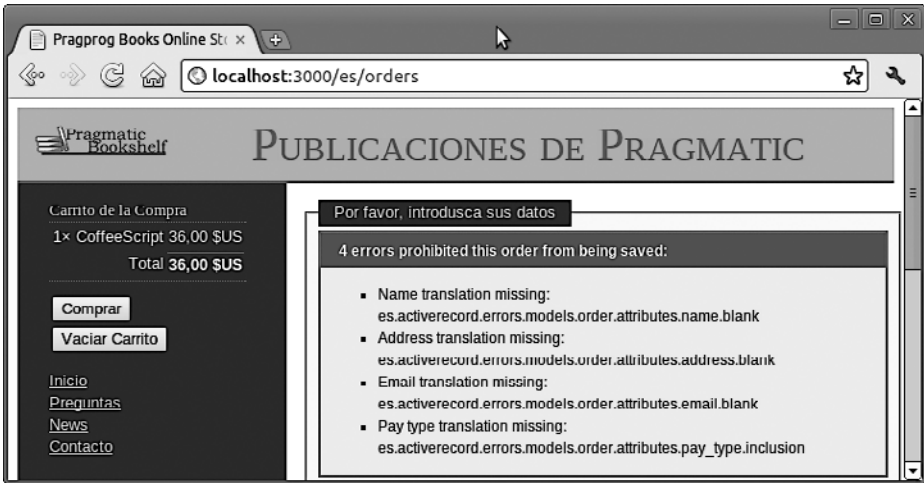 Pragprog Books Online Sto
localhost:3000/es/orders
Pragmatic
Bookshelf
PUBLICACIONES DE PRAGMATIC
Carrito de la Compra
1× CoffeeScript 36,00 $US
Total 36,00 $US
Comprar
Vaciar Carrito
Inicio
Preguntas
News
Contacto
Por favor, introdusca sus datos
4 errors prohibited this order from being saved:
▪ Name translation missing:
es.activerecord.errors.models.order.attributes.name.blank
▪ Address translation missing:
es.activerecord.errors.models.order.attributes.address.blank
▪ Email translation missing:
es.activerecord.errors.models.order.attributes.email.blank
▪ Pay type translation missing:
es.activerecord.errors.models.order.attributes.pay_type.inclusion